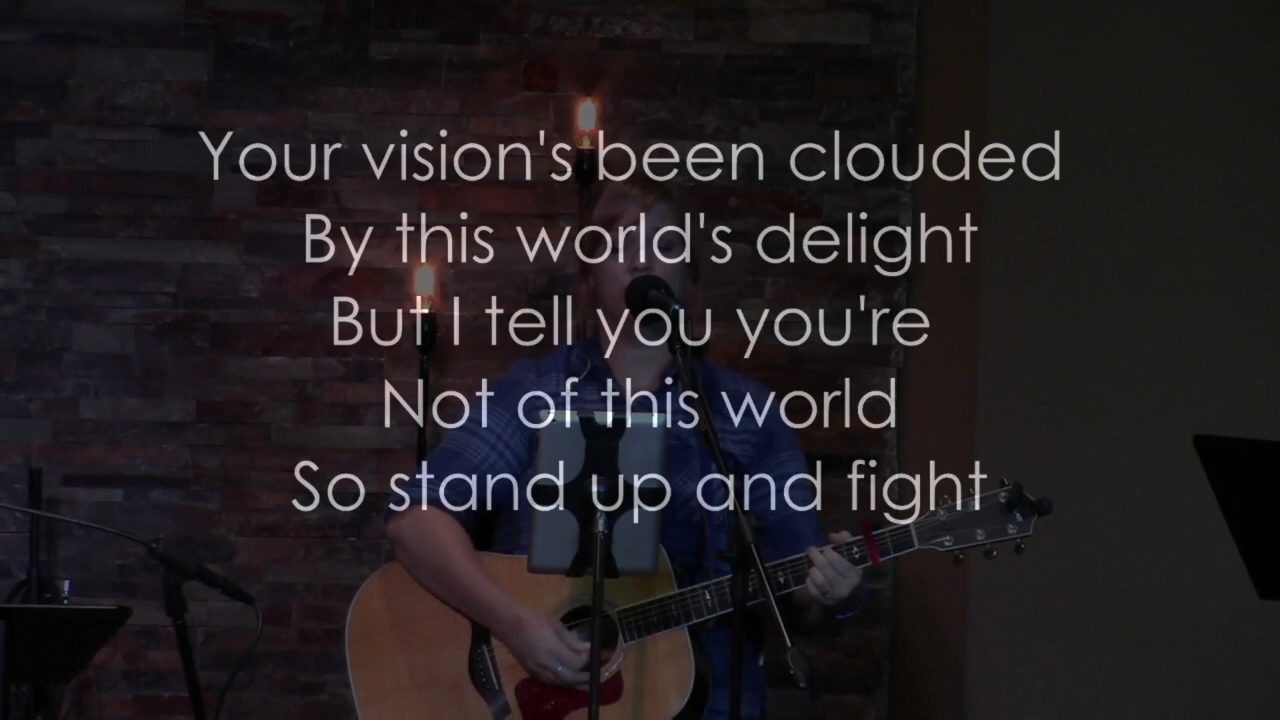 Your vision's been clouded
By this world's delight
But I tell you you're
Not of this world
So stand up and fight